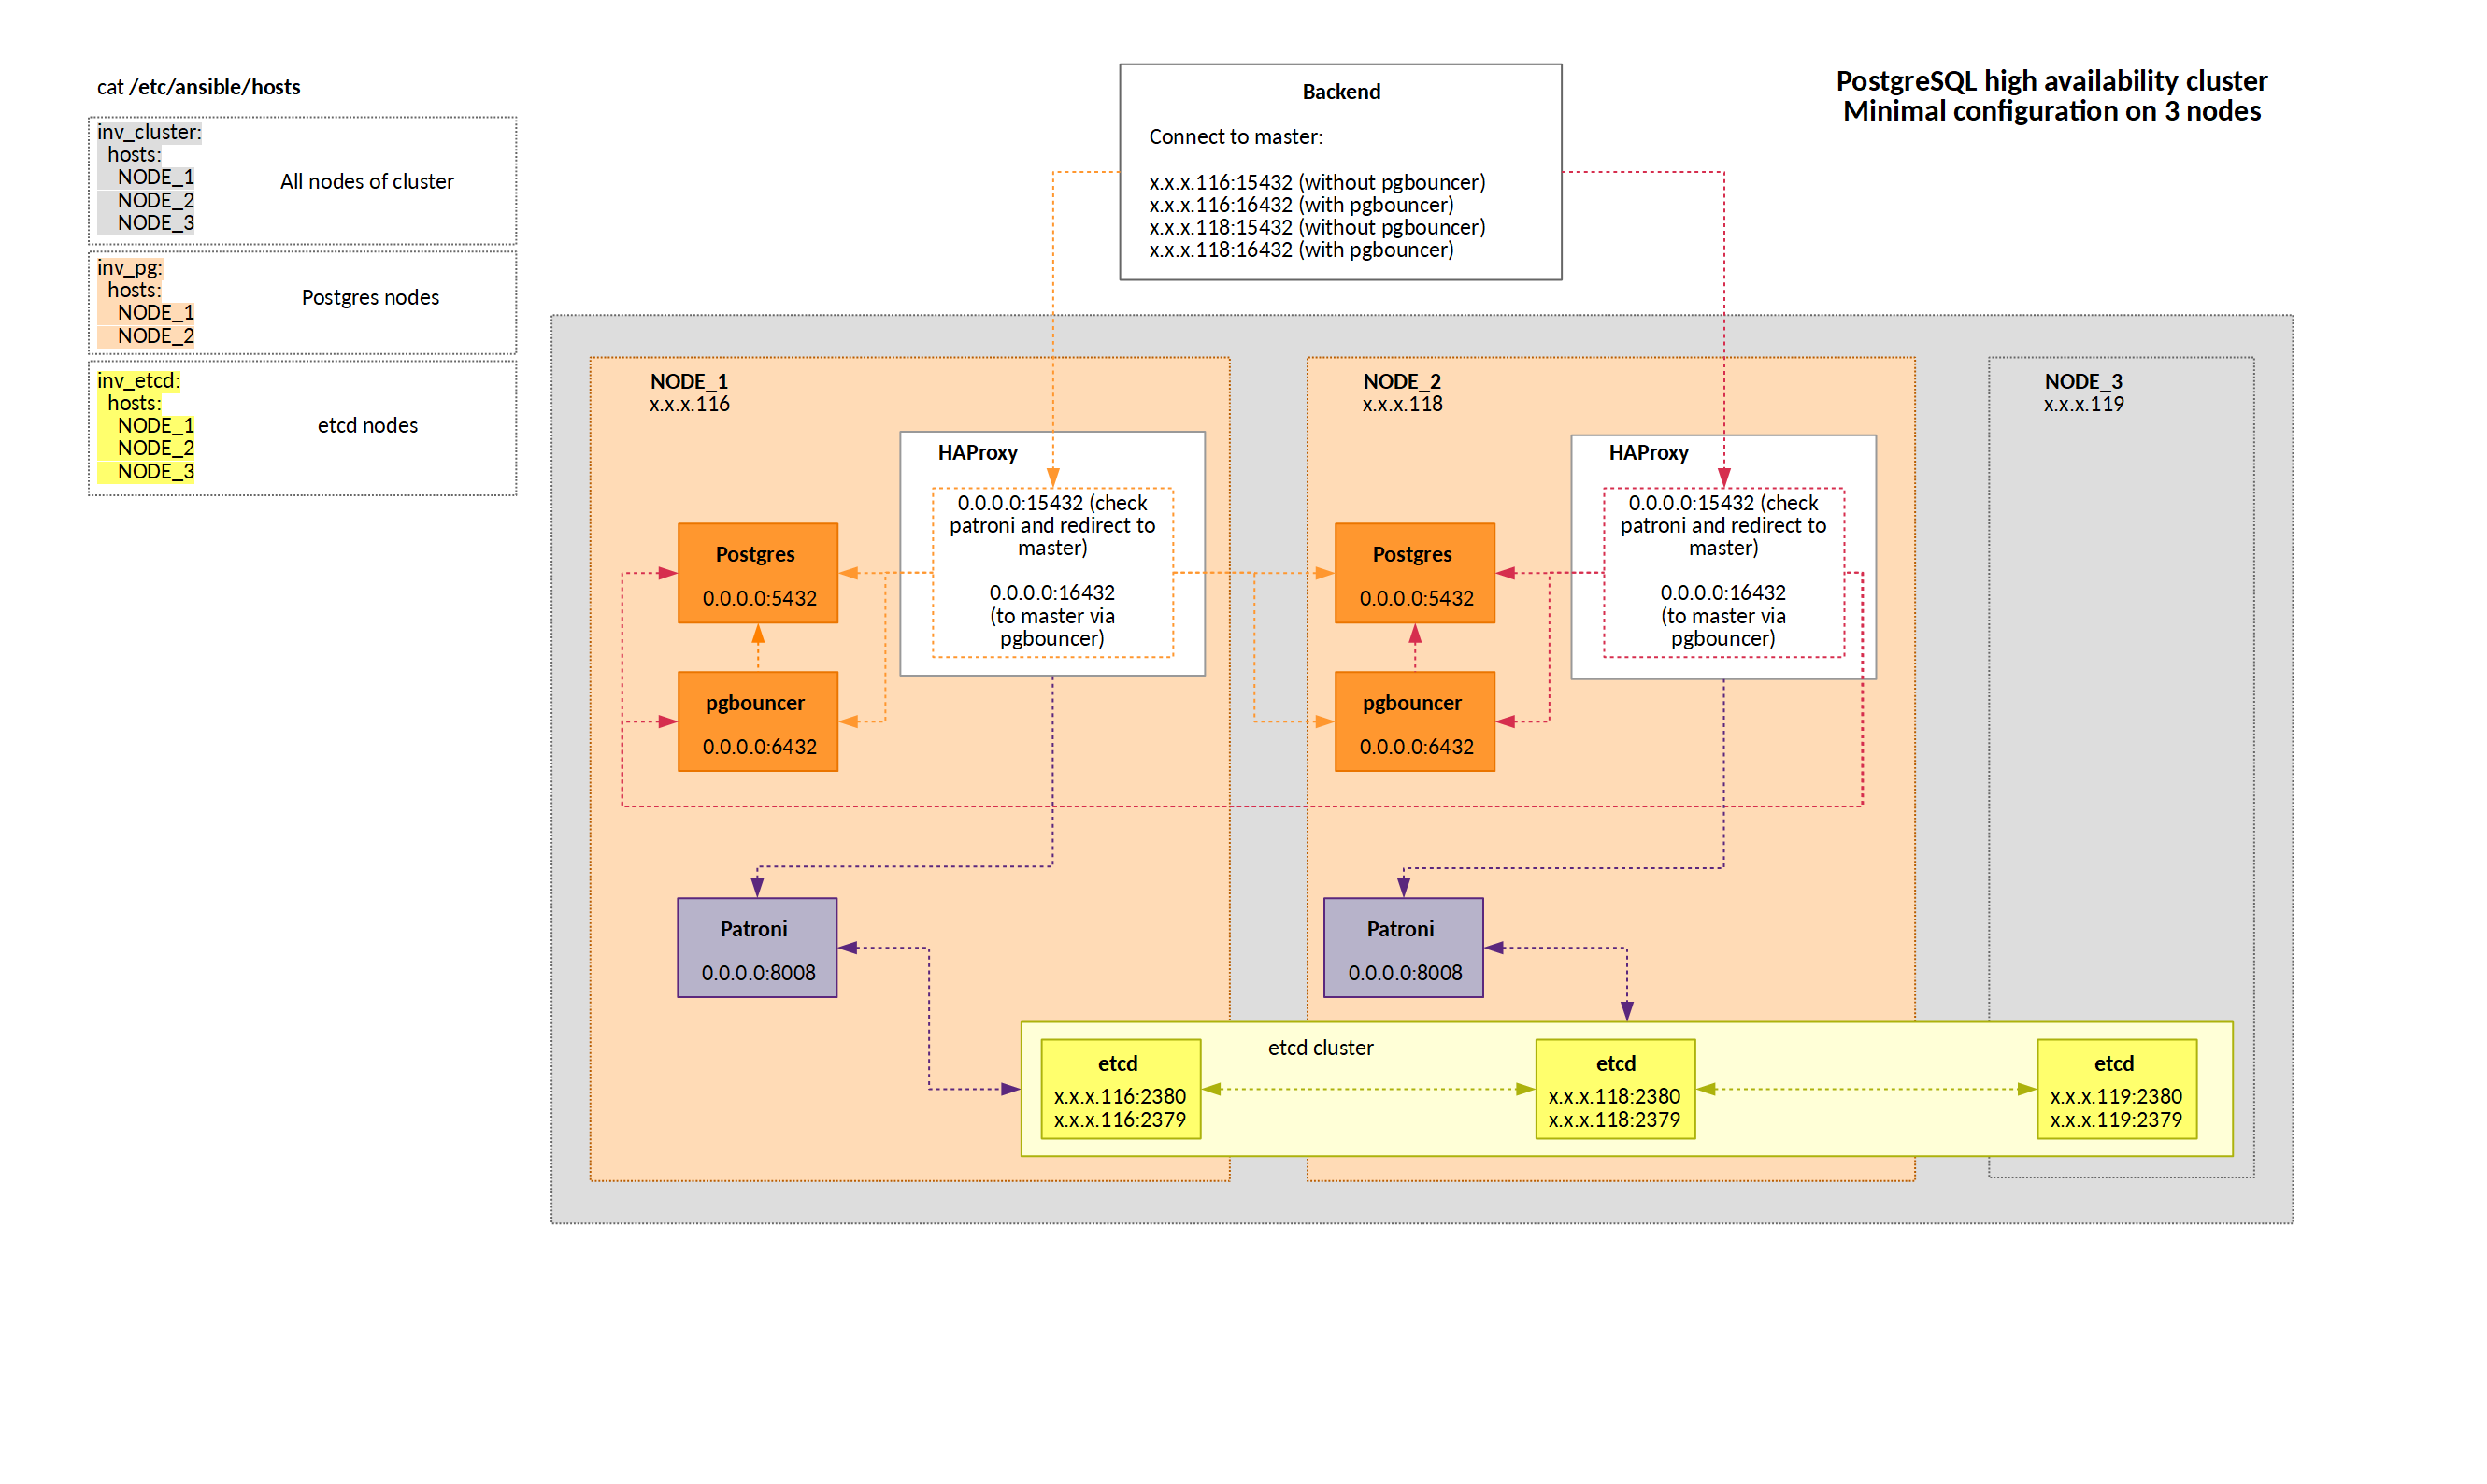 cat /etc/ansible/hosts
inv_cluster:
hosts:
NODE_1
NODE_2
NODE_3
All nodes of cluster
inv_pg:
hosts:
NODE_1
NODE_2
Postgres nodes
inv_etcd:
hosts:
NODE_1
NODE_2
NODE_3
etcd nodes
Backend
Connect to master:
x.x.x.116:15432 (without pgbouncer)
x.x.x.116:16432 (with pgbouncer)
x.x.x.118:15432 (without pgbouncer)
x.x.x.118:16432 (with pgbouncer)
PostgreSQL high availability cluster
Minimal configuration on 3 nodes
NODE_1
x.x.x.116
HAProxy
0.0.0.0:15432 (check
patroni and redirect to
master)
0.0.0.0:16432
(to master via
pgbouncer)
Postgres
0.0.0.0:5432
pgbouncer
0.0.0.0:6432
Patroni
0.0.0.0:8008
NODE_2
x.x.x.118
HAProxy
0.0.0.0:15432 (check
patroni and redirect to
master)
0.0.0.0:16432
(to master via
pgbouncer)
Postgres
0.0.0.0:5432
pgbouncer
0.0.0.0:6432
Patroni
0.0.0.0:8008
NODE_3
x.x.x.119
etcd cluster
etcd
x.x.x.116:2380
x.x.x.116:2379
etcd
x.x.x.118:2380
x.x.x.118:2379
etcd
x.x.x.119:2380
x.x.x.119:2379